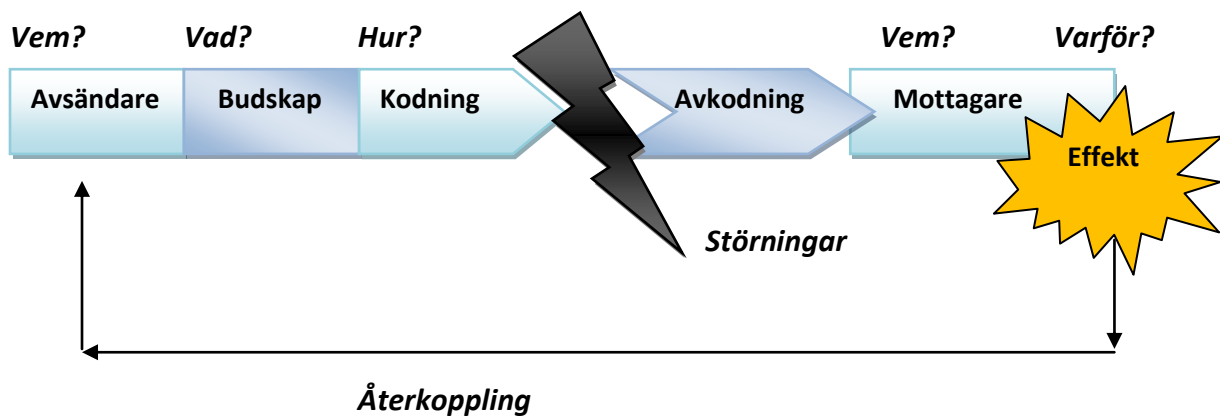 Vem? Vad? Hur? Vem? Varför?
Avsändare Budskap Kodning Avkodning Mottagare
Effekt
Störningar
Återkoppling